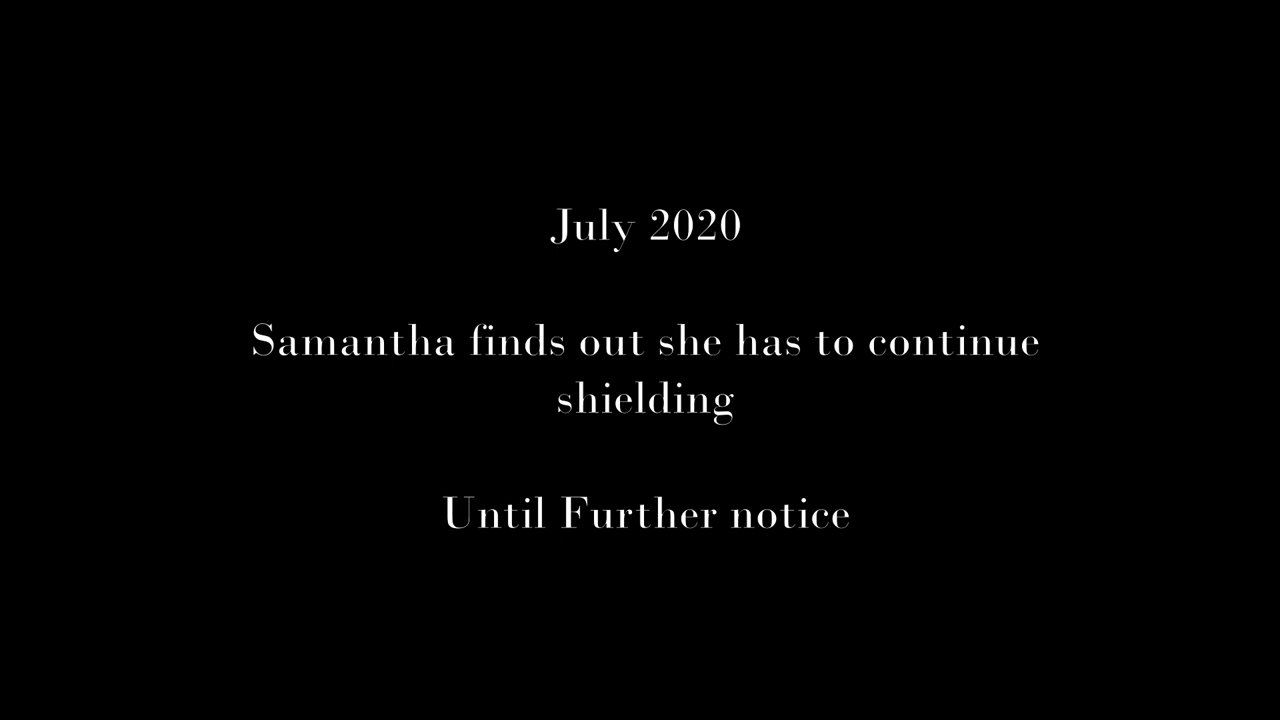 July 2020
Samantha finds out she has to continue
shielding
Until Further notice